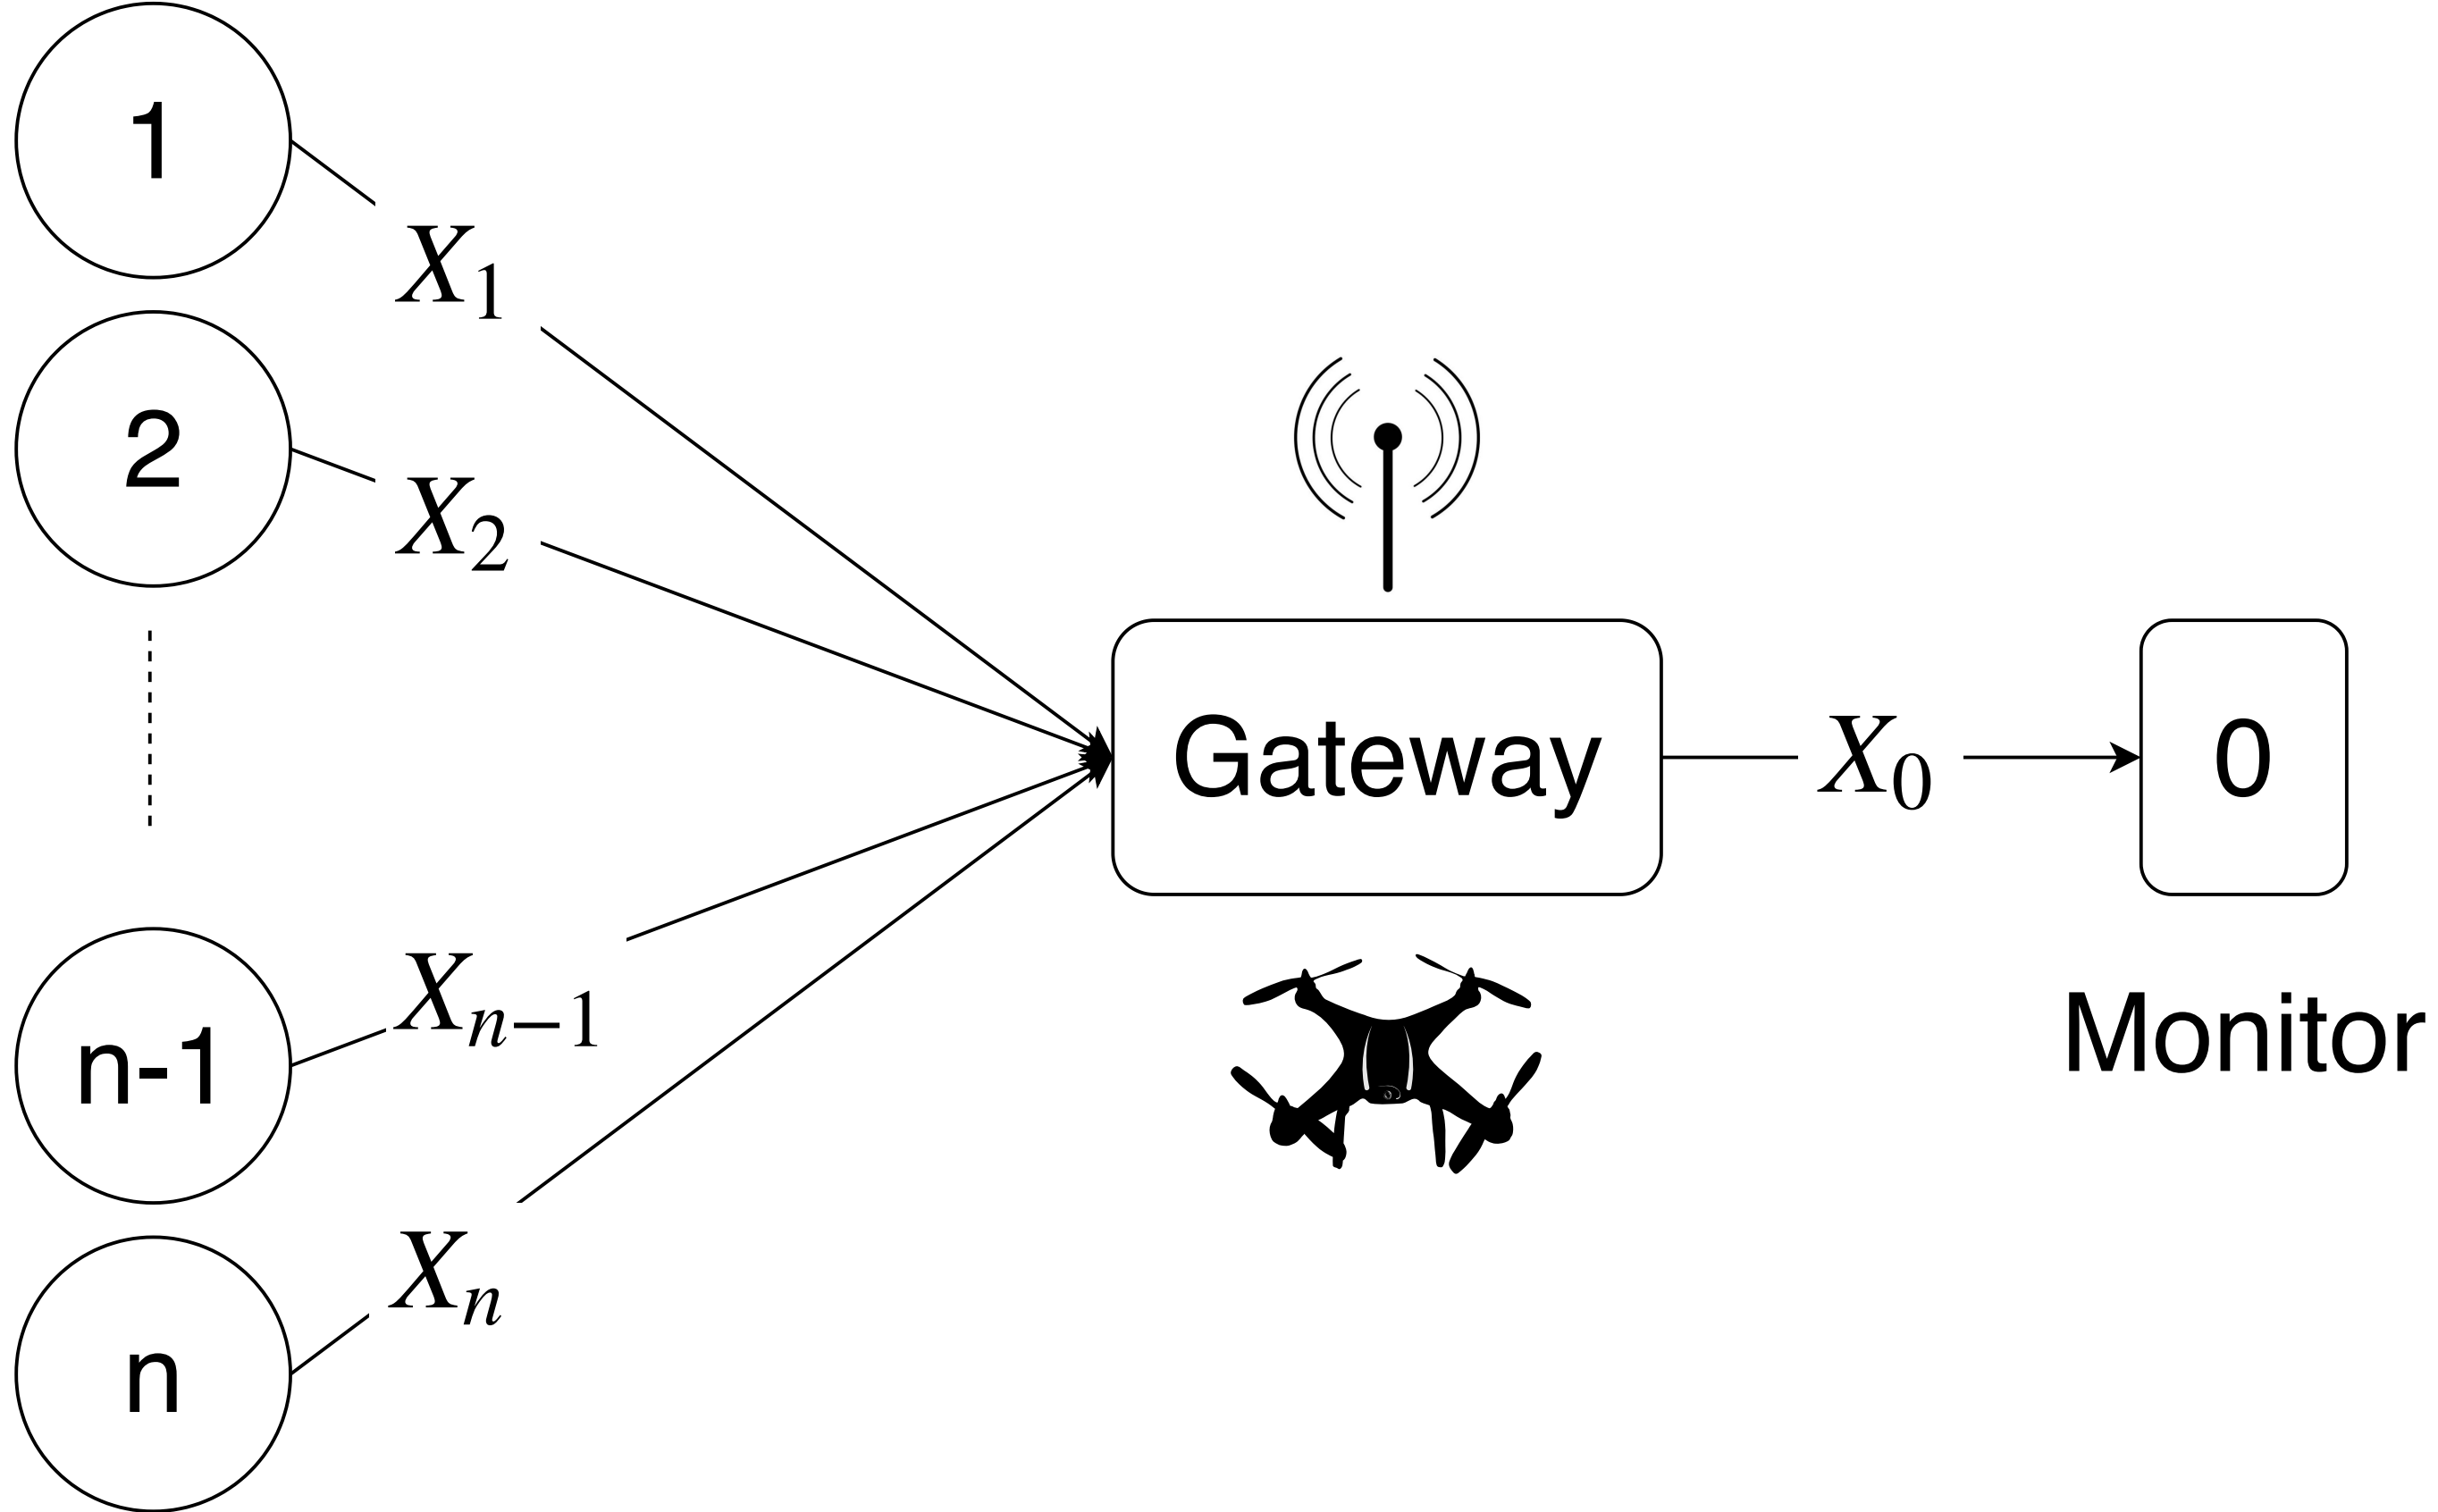 1
X₁
2
X₂
Gateway
X₀
0
n-1
Xₙ₋₁
Monitor
n
Xₙ